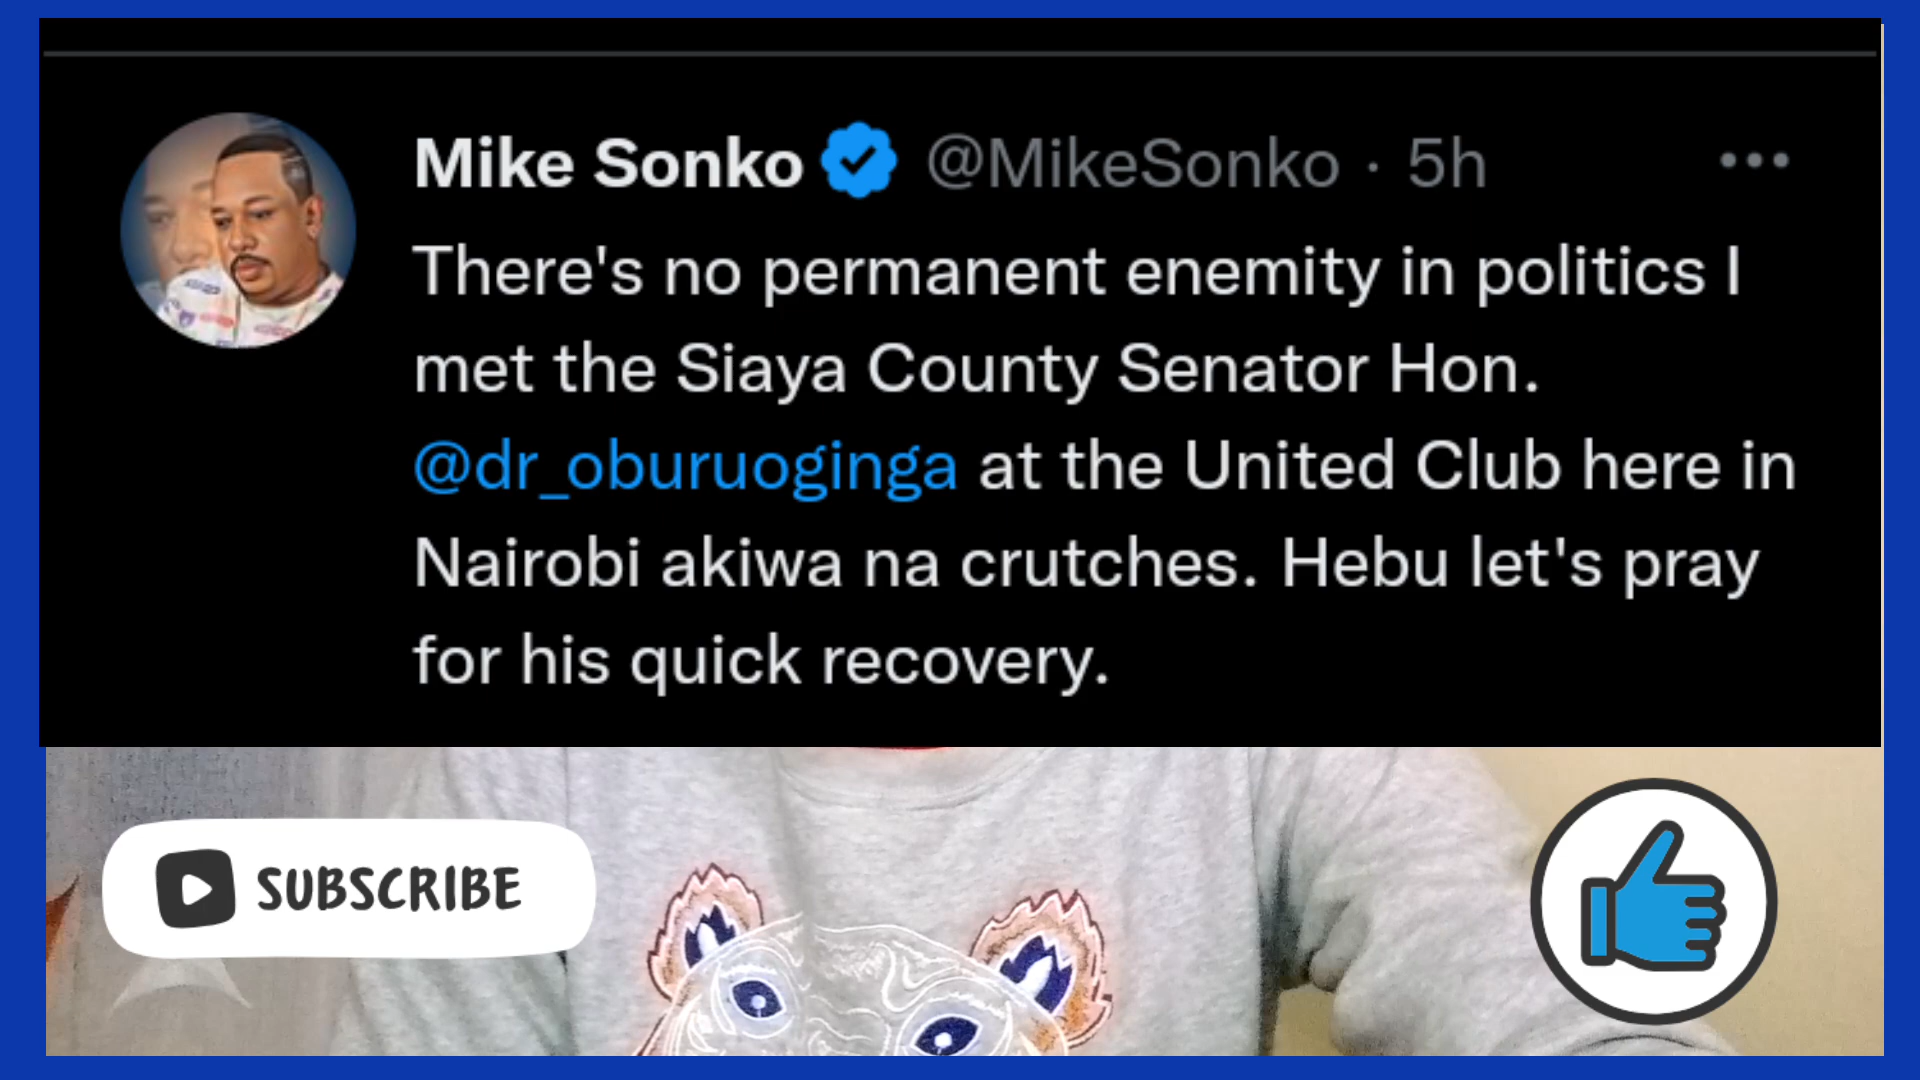 Mike Sonko @MikeSonko · 5h
There's no permanent enemity in politics I
met the Siaya County Senator Hon.
@dr_oburuoginga at the United Club here in
Nairobi akiwa na crutches. Hebu let's pray
for his quick recovery.
SUBSCRIBE